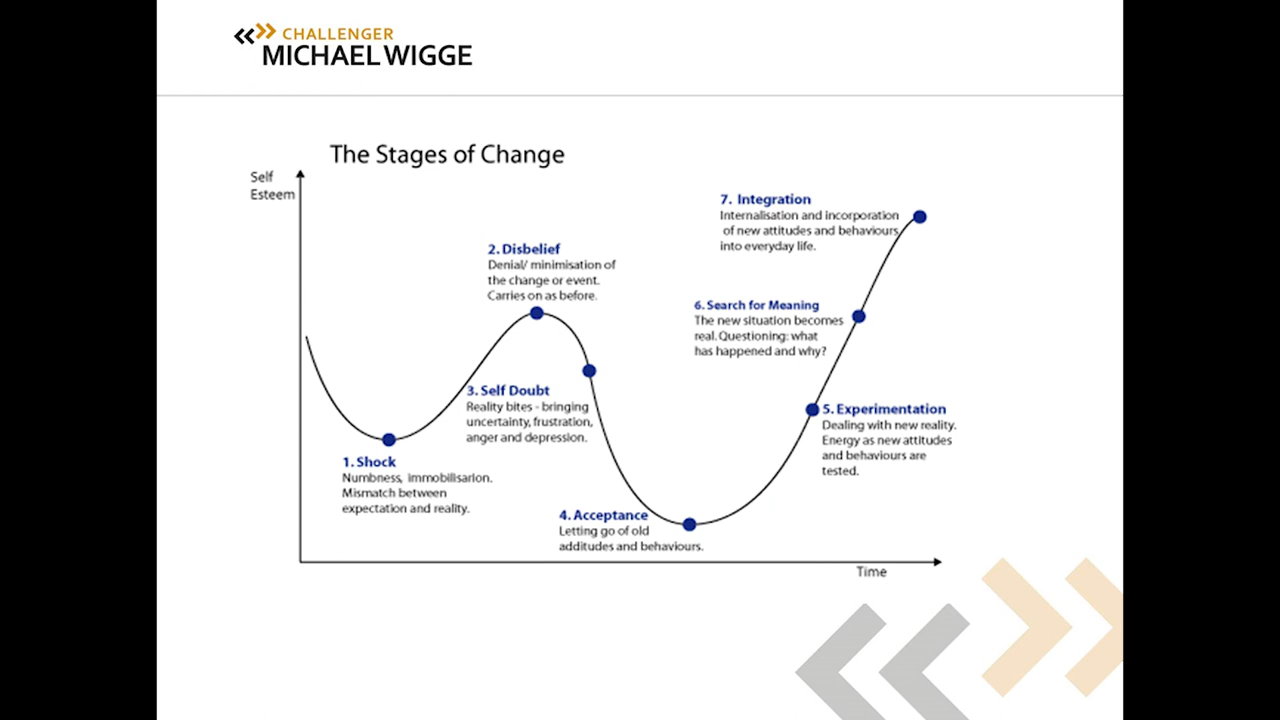 CHALLENGER
MICHAEL WIGGE
The Stages of Change
Self
Esteem
7. Integration
Internalisation and incorporation
of new attitudes and behaviours
into everyday life.
2. Disbelief
Denial/ minimisation of
the change or event.
Carries on as before.
6. Search for Meaning
The new situation becomes
real. Questioning: what
has happened and why?
3. Self Doubt
Reality bites - bringing
uncertainty, frustration,
anger and depression.
5. Experimentation
Dealing with new reality.
Energy as new attitudes
and behaviours are
tested.
1. Shock
Numbness, immobilisarion.
Mismatch between
expectation and reality.
4. Acceptance
Letting go of old
additudes and behaviours.
Time